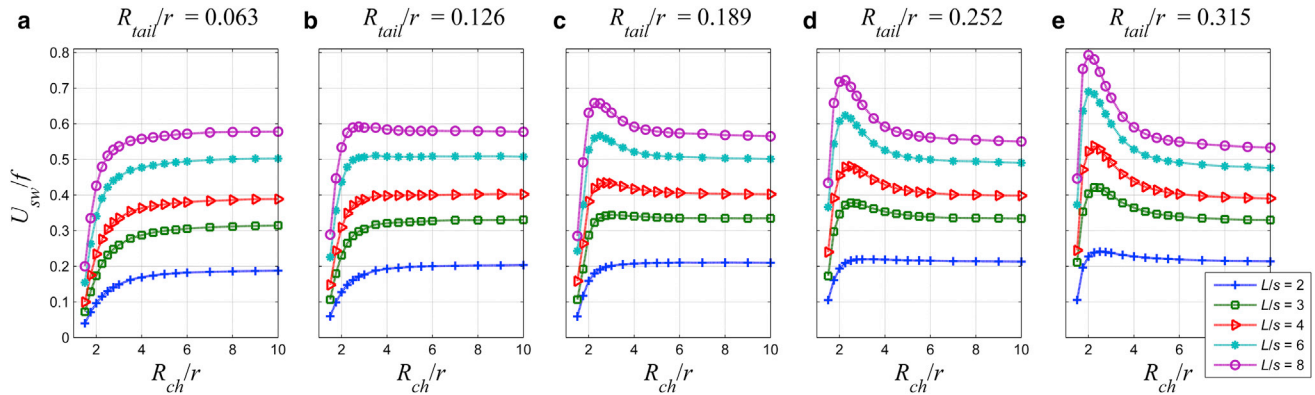 a R_tail/r = 0.063
b R_tail/r = 0.126
c R_tail/r = 0.189
d R_tail/r = 0.252
e R_tail/r = 0.315
U_sw/f
0.8
0.7
0.6
0.5
0.4
0.3
0.2
0.1
0
2 4 6 8 10
2 4 6 8 10
2 4 6 8 10
2 4 6 8 10
2 4 6 10
R_ch/r
R_ch/r
R_ch/r
R_ch/r
R_ch/r
L/s = 2
L/s = 3
L/s = 4
L/s = 6
L/s = 8